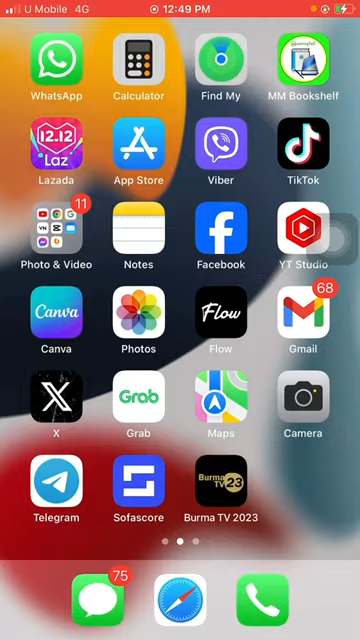 U Mobile 4G 12:49 PM
WhatsApp Calculator Find My MM Bookshelf
12.12
Laz
Lazada App Store Viber TikTok
11
VN
Photo & Video Notes Facebook YT Studio
68
Canva Flow
Canva Photos Flow Gmail
Grab
X Grab Maps Camera
Burma
TV 23
Telegram Sofascore Burma TV 2023
75